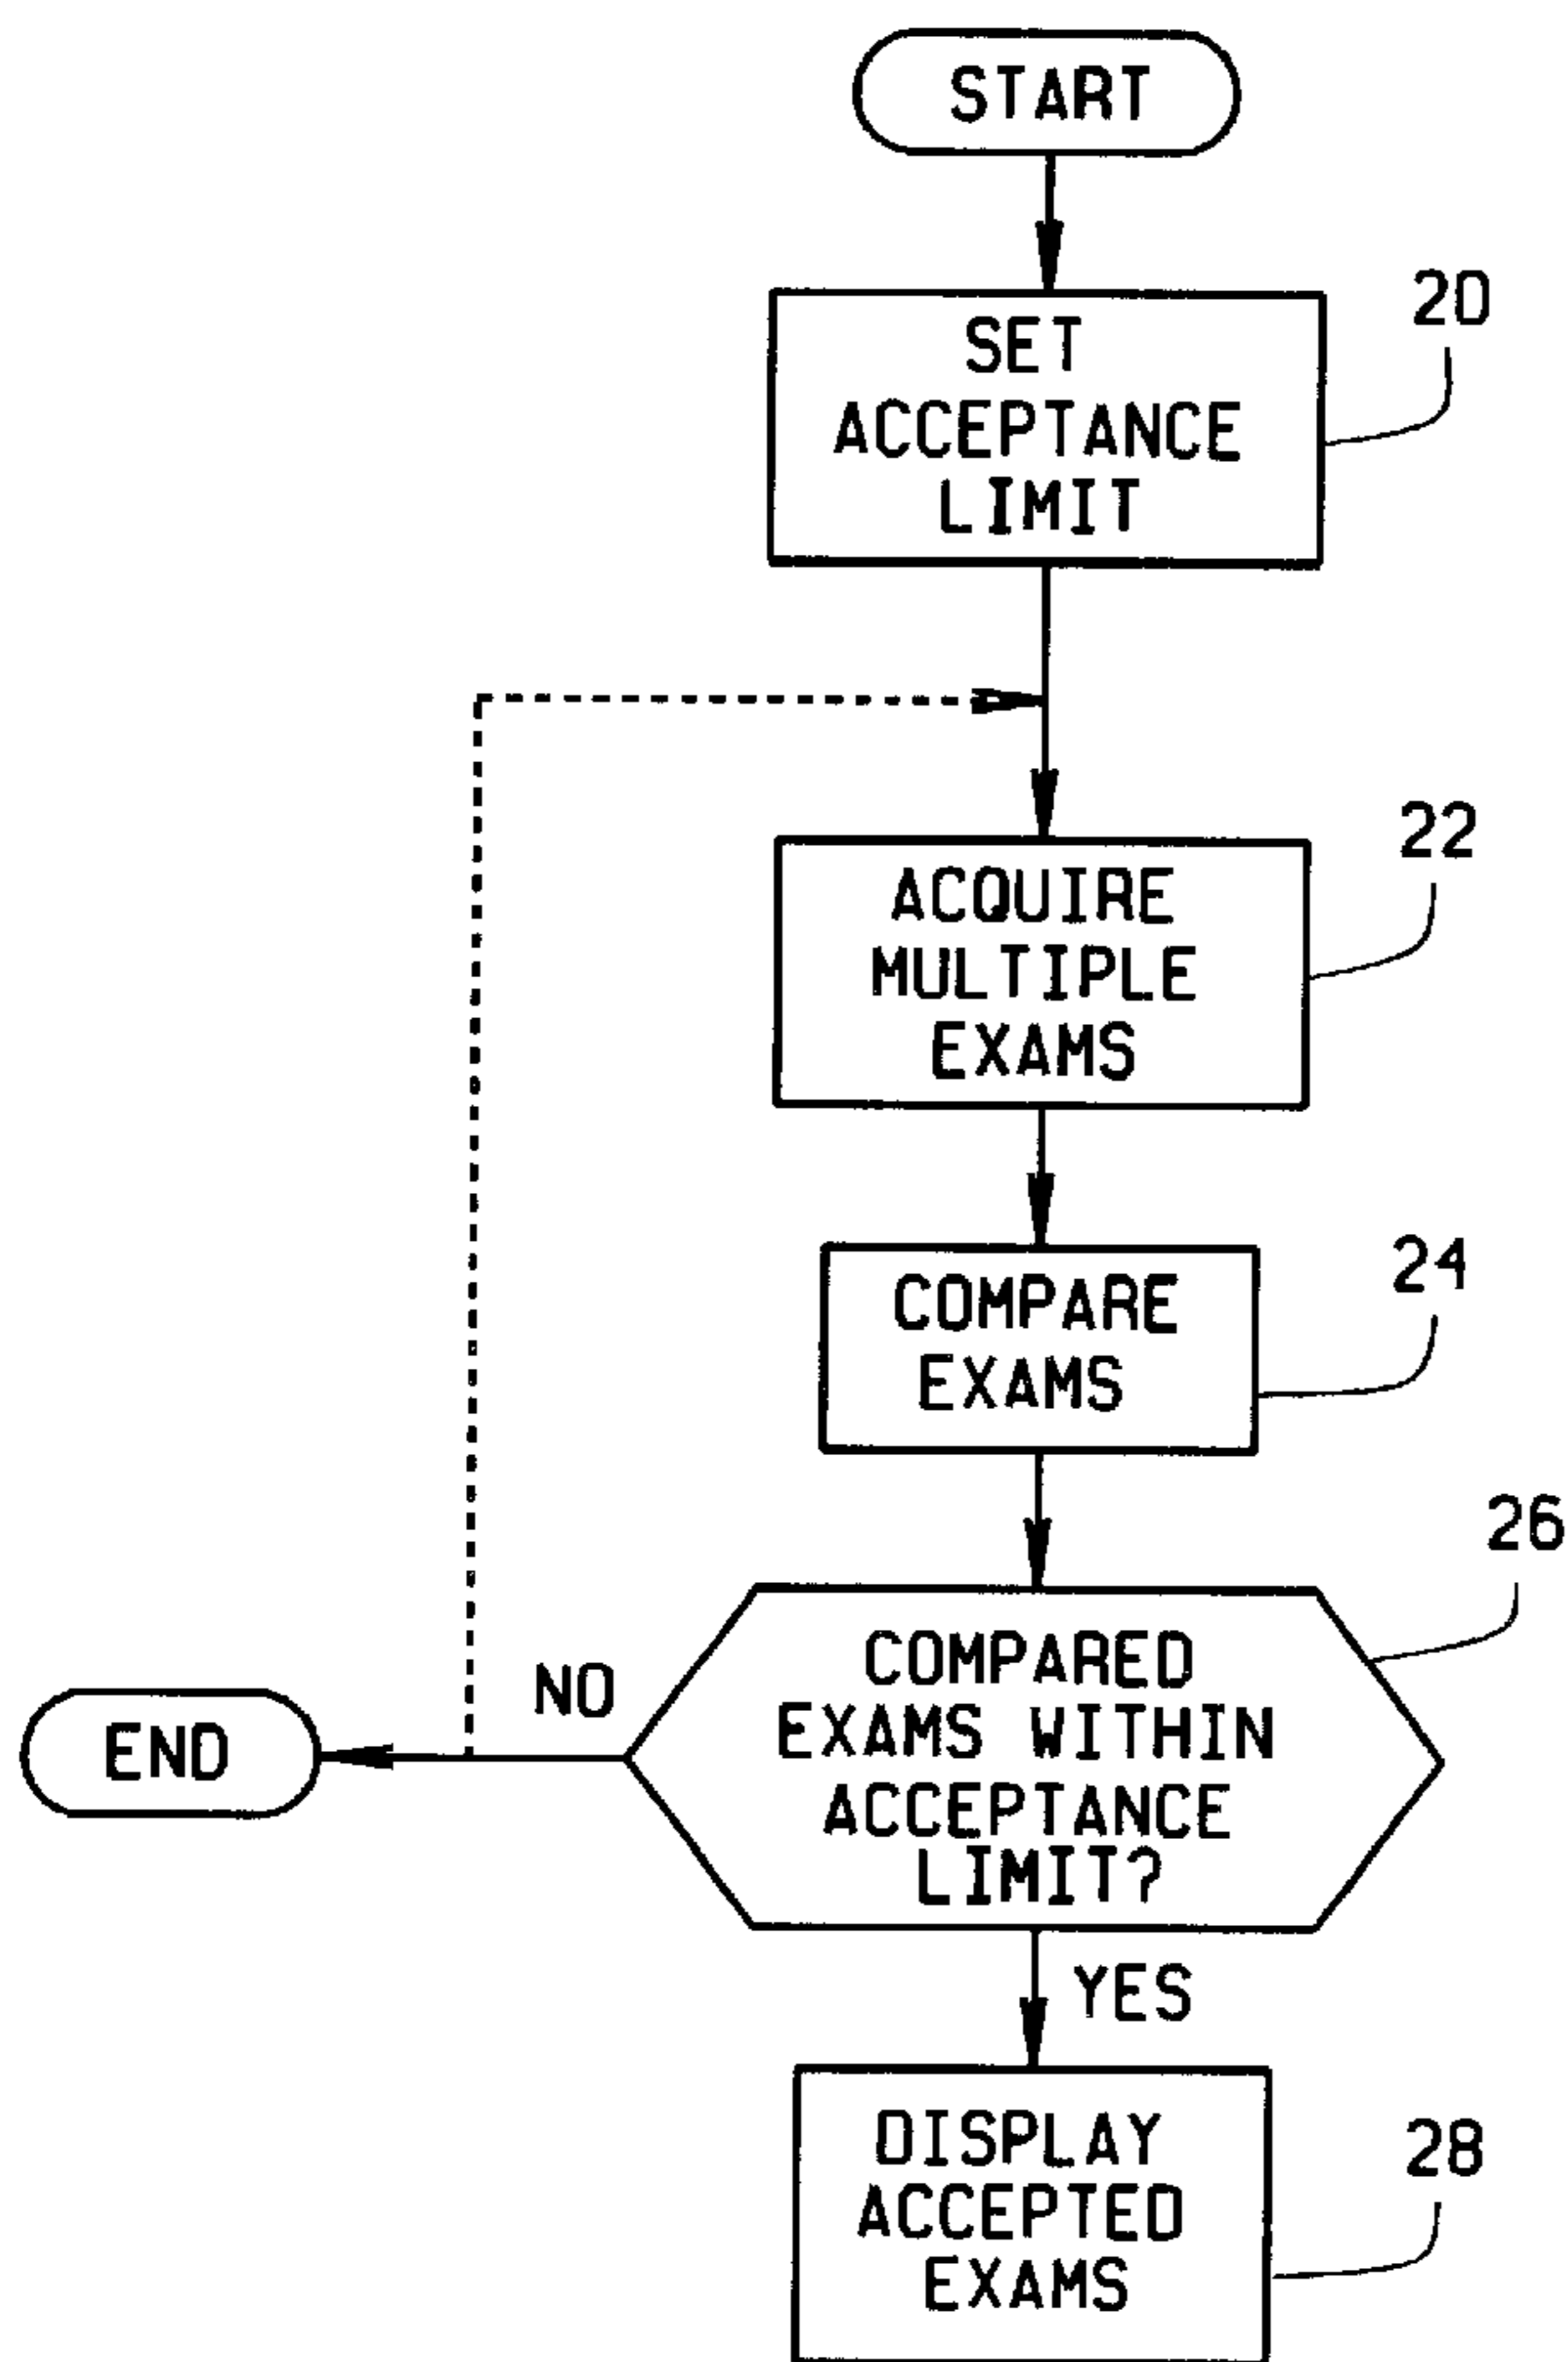 START
20
SET
ACCEPTANCE
LIMIT
22
ACQUIRE
MULTIPLE
EXAMS
24
COMPARE
EXAMS
26
COMPARED
EXAMS WITHIN
ACCEPTANCE
LIMIT?
NO
END
YES
28
DISPLAY
ACCEPTED
EXAMS